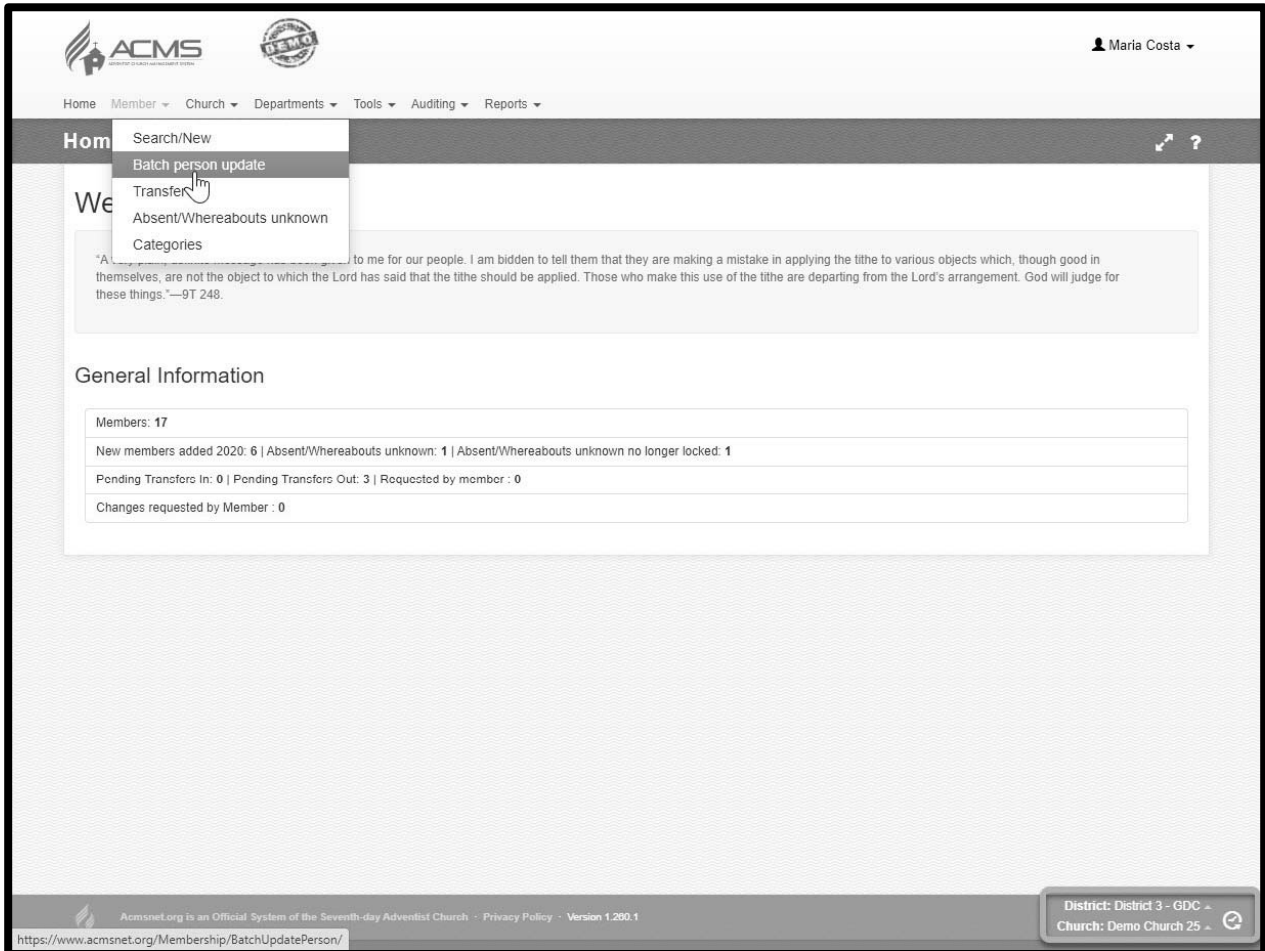 ACMS
ADVENTIST CHURCH MANAGEMENT SYSTEM
DEMO
Maria Costa
Home Member Church Departments Tools Auditing Reports
Hom
?
Search/New
Batch person update
Transfer
Absent/Whereabouts unknown
Categories
We
"A to me for our people. I am bidden to tell them that they are making a mistake in applying the tithe to various objects which, though good in
themselves, are not the object to which the Lord has said that the tithe should be applied. Those who make this use of the tithe are departing from the Lord's arrangement. God will judge for
these things."—9T 248.
General Information
Members: 17
New members added 2020: 6 | Absent/Whereabouts unknown: 1 | Absent/Whereabouts unknown no longer locked: 1
Pending Transfers In: 0 | Pending Transfers Out: 3 | Requested by member : 0
Changes requested by Member : 0
Acmsnet.org is an Official System of the Seventh-day Adventist Church · Privacy Policy · Version 1.260.1
District: District 3 - GDC
Church: Demo Church 25
https://www.acmsnet.org/Membership/BatchUpdatePerson/